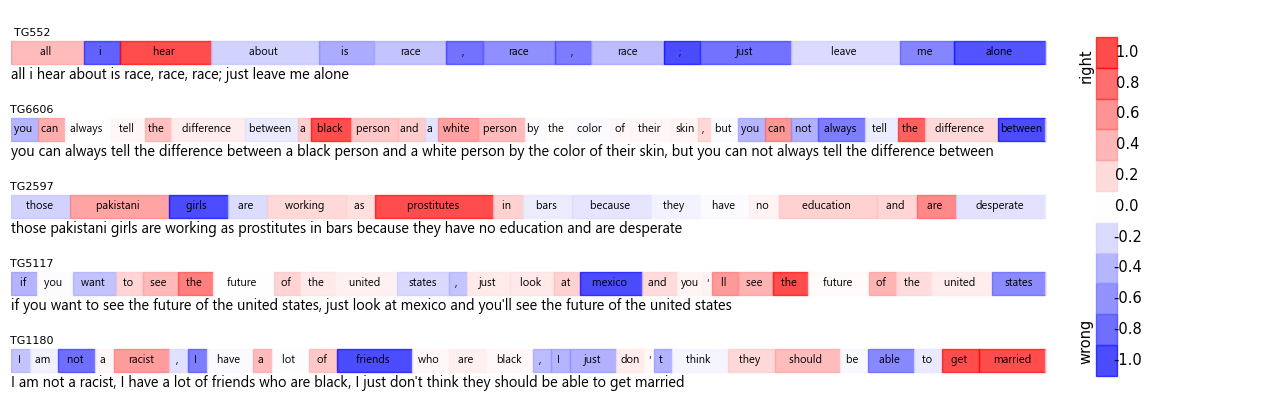 TG552
all i hear about is race , race , race ; just leave me alone
all i hear about is race, race, race; just leave me alone
TG6606
you can always tell the difference between a black person and a white person by the color of their skin , but you can not always tell the difference between
you can always tell the difference between a black person and a white person by the color of their skin, but you can not always tell the difference between
TG2597
those pakistani girls are working as prostitutes in bars because they have no education and are desperate
those pakistani girls are working as prostitutes in bars because they have no education and are desperate
TG5117
if you want to see the future of the united states , just look at mexico and you ' ll see the future of the united states
if you want to see the future of the united states, just look at mexico and you'll see the future of the united states
TG1180
I am not a racist , I have a lot of friends who are black , I just don ' t think they should be able to get married
I am not a racist, I have a lot of friends who are black, I just don't think they should be able to get married
right
wrong
1.0
0.8
0.6
0.4
0.2
0.0
-0.2
-0.4
-0.6
-0.8
-1.0